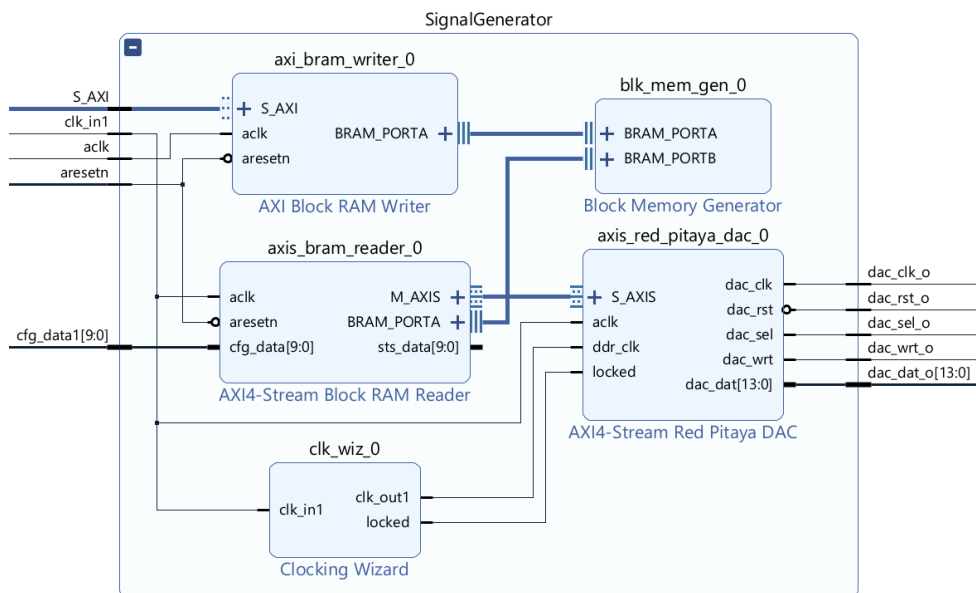 SignalGenerator
S_AXI
clk_in1
aclk
aresetn
cfg_data1[9:0]
axi_bram_writer_0
S_AXI
aclk
aresetn
BRAM_PORTA
AXI Block RAM Writer
blk_mem_gen_0
BRAM_PORTA
BRAM_PORTB
Block Memory Generator
axis_bram_reader_0
aclk
aresetn
cfg_data[9:0]
M_AXIS
BRAM_PORTA
sts_data[9:0]
AXI4-Stream Block RAM Reader
axis_red_pitaya_dac_0
S_AXIS
aclk
ddr_clk
locked
dac_clk
dac_rst
dac_sel
dac_wrt
dac_dat[13:0]
AXI4-Stream Red Pitaya DAC
dac_clk_o
dac_rst_o
dac_sel_o
dac_wrt_o
dac_dat_o[13:0]
clk_wiz_0
clk_in1
clk_out1
locked
Clocking Wizard